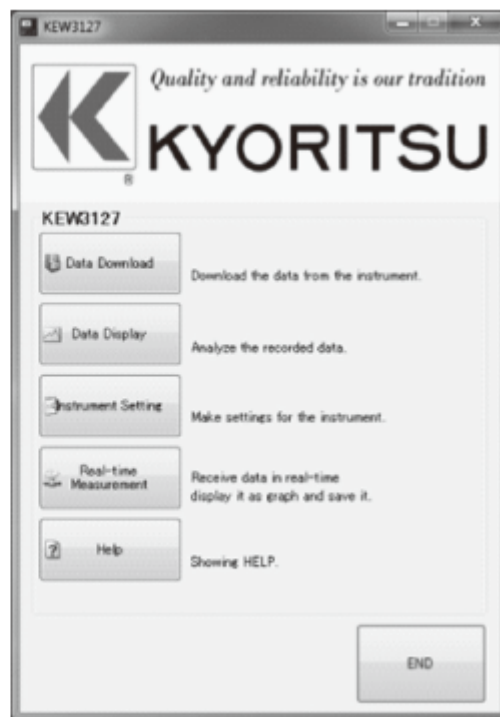 KEW3127
Quality and reliability is our tradition
KYORITSU
®
KEW3127
Data Download
Download the data from the instrument.
Data Display
Analyze the recorded data.
Instrument Setting
Make settings for the instrument.
Real-time
Measurement
Receive data in real-time
display it as graph and save it.
Help
Showing HELP.
END